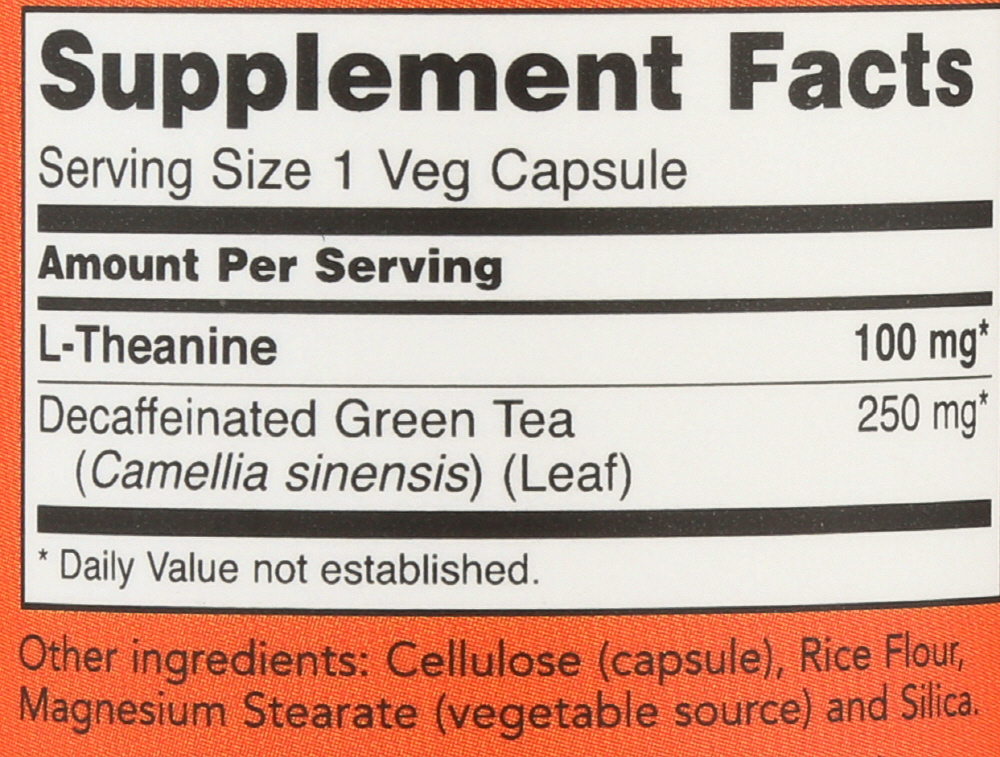 Supplement Facts
Serving Size 1 Veg Capsule
Amount Per Serving
L-Theanine 100 mg*
Decaffeinated Green Tea 250 mg*
(Camellia sinensis) (Leaf)
* Daily Value not established.
Other ingredients: Cellulose (capsule), Rice Flour,
Magnesium Stearate (vegetable source) and Silica.